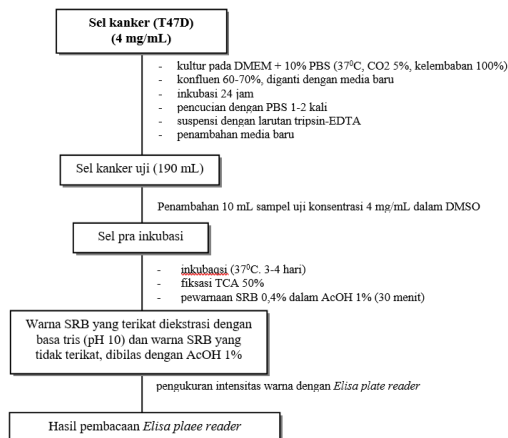 Sel kanker (T47D)
(4 mg/mL)
- kultur pada DMEM + 10% PBS (37⁰C, CO2 5%, kelembaban 100%)
- konfluen 60-70%, diganti dengan media baru
- inkubasi 24 jam
- pencucian dengan PBS 1-2 kali
- suspensi dengan larutan tripsin-EDTA
- penambahan media baru
Sel kanker uji (190 mL)
Penambahan 10 mL sampel uji konsentrasi 4 mg/mL dalam DMSO
Sel pra inkubasi
- inkubaqsi (37⁰C. 3-4 hari)
- fiksasi TCA 50%
- pewarnaan SRB 0,4% dalam AcOH 1% (30 menit)
Warna SRB yang terikat diekstrasi dengan
basa tris (pH 10) dan warna SRB yang
tidak terikat, dibilas dengan AcOH 1%
pengukuran intensitas warna dengan Elisa plate reader
Hasil pembacaan Elisa plaee reader